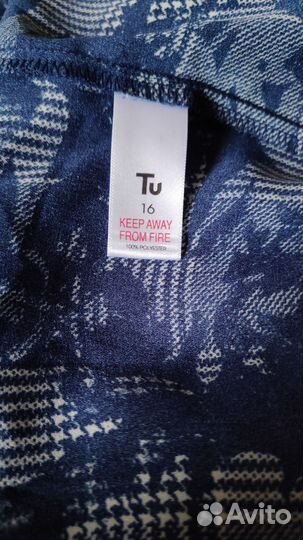 Tu
16
KEEP AWAY
FROM FIRE
100% POLYESTER
Avito